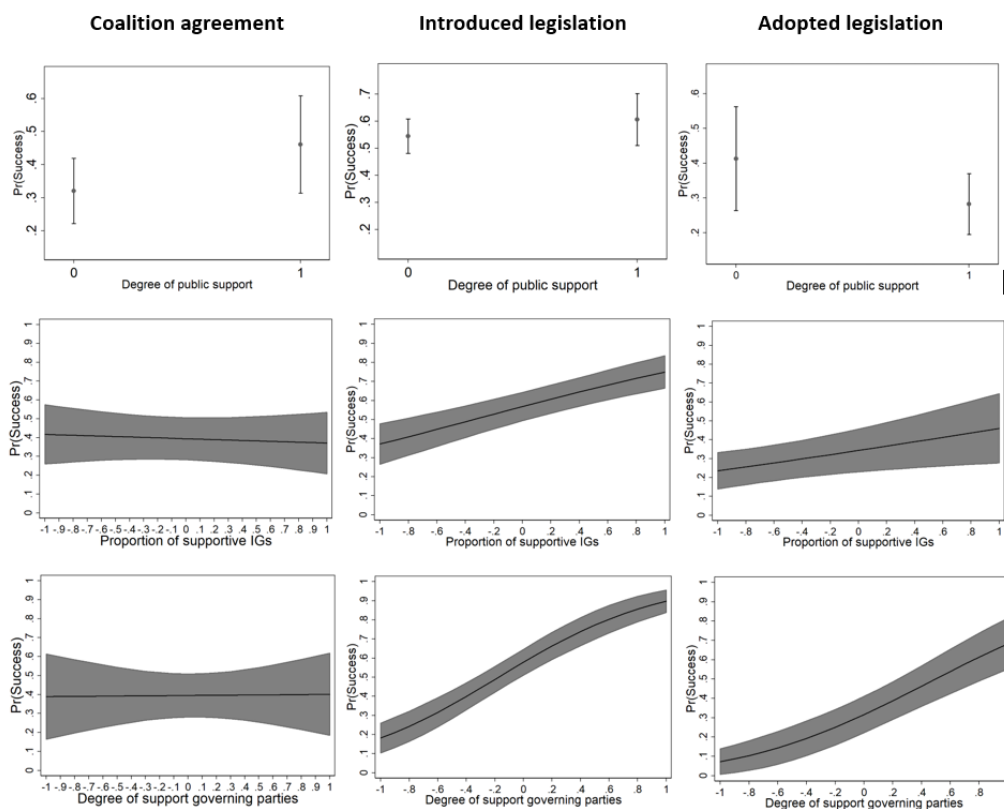 Coalition agreement Introduced legislation Adopted legislation
Pr(Success)
.2 .3 .4 .5 .6
0 1
Degree of public support
Pr(Success)
.2 .3 .4 .5 .6 .7
0 1
Degree of public support
Pr(Success)
.2 .3 .4 .5 .6
0 1
Degree of public support
Pr(Success)
0 .1 .2 .3 .4 .5 .6 .7 .8 .9 1
-1 -.9 -.8 -.7 -.6 -.5 -.4 -.3 -.2 -.1 0 .1 .2 .3 .4 .5 .6 .7 .8 .9 1
Proportion of supportive IGs
Pr(Success)
0 .1 .2 .3 .4 .5 .6 .7 .8 .9 1
-1 -.8 -.6 -.4 -.2 0 .2 .4 .6 .8 1
Proportion of supportive IGs
Pr(Success)
0 .1 .2 .3 .4 .5 .6 .7 .8 .9 1
-1 -.8 -.6 -.4 -.2 0 .2 .4 .6 .8 1
Proportion of supportive IGs
Pr(Success)
0 .1 .2 .3 .4 .5 .6 .7 .8 .9 1
-1 -.9 -.8 -.7 -.6 -.5 -.4 -.3 -.2 -.1 0 .1 .2 .3 .4 .5 .6 .7 .8 .9 1
Degree of support governing parties
Pr(Success)
0 .1 .2 .3 .4 .5 .6 .7 .8 .9 1
-1 -.8 -.6 -.4 -.2 0 .2 .4 .6 .8 1
Degree of support governing parties
Pr(Success)
0 .1 .2 .3 .4 .5 .6 .7 .8 .9 1
-1 -.8 -.6 -.4 -.2 0 .2 .4 .6 .8
Degree of support governing parties